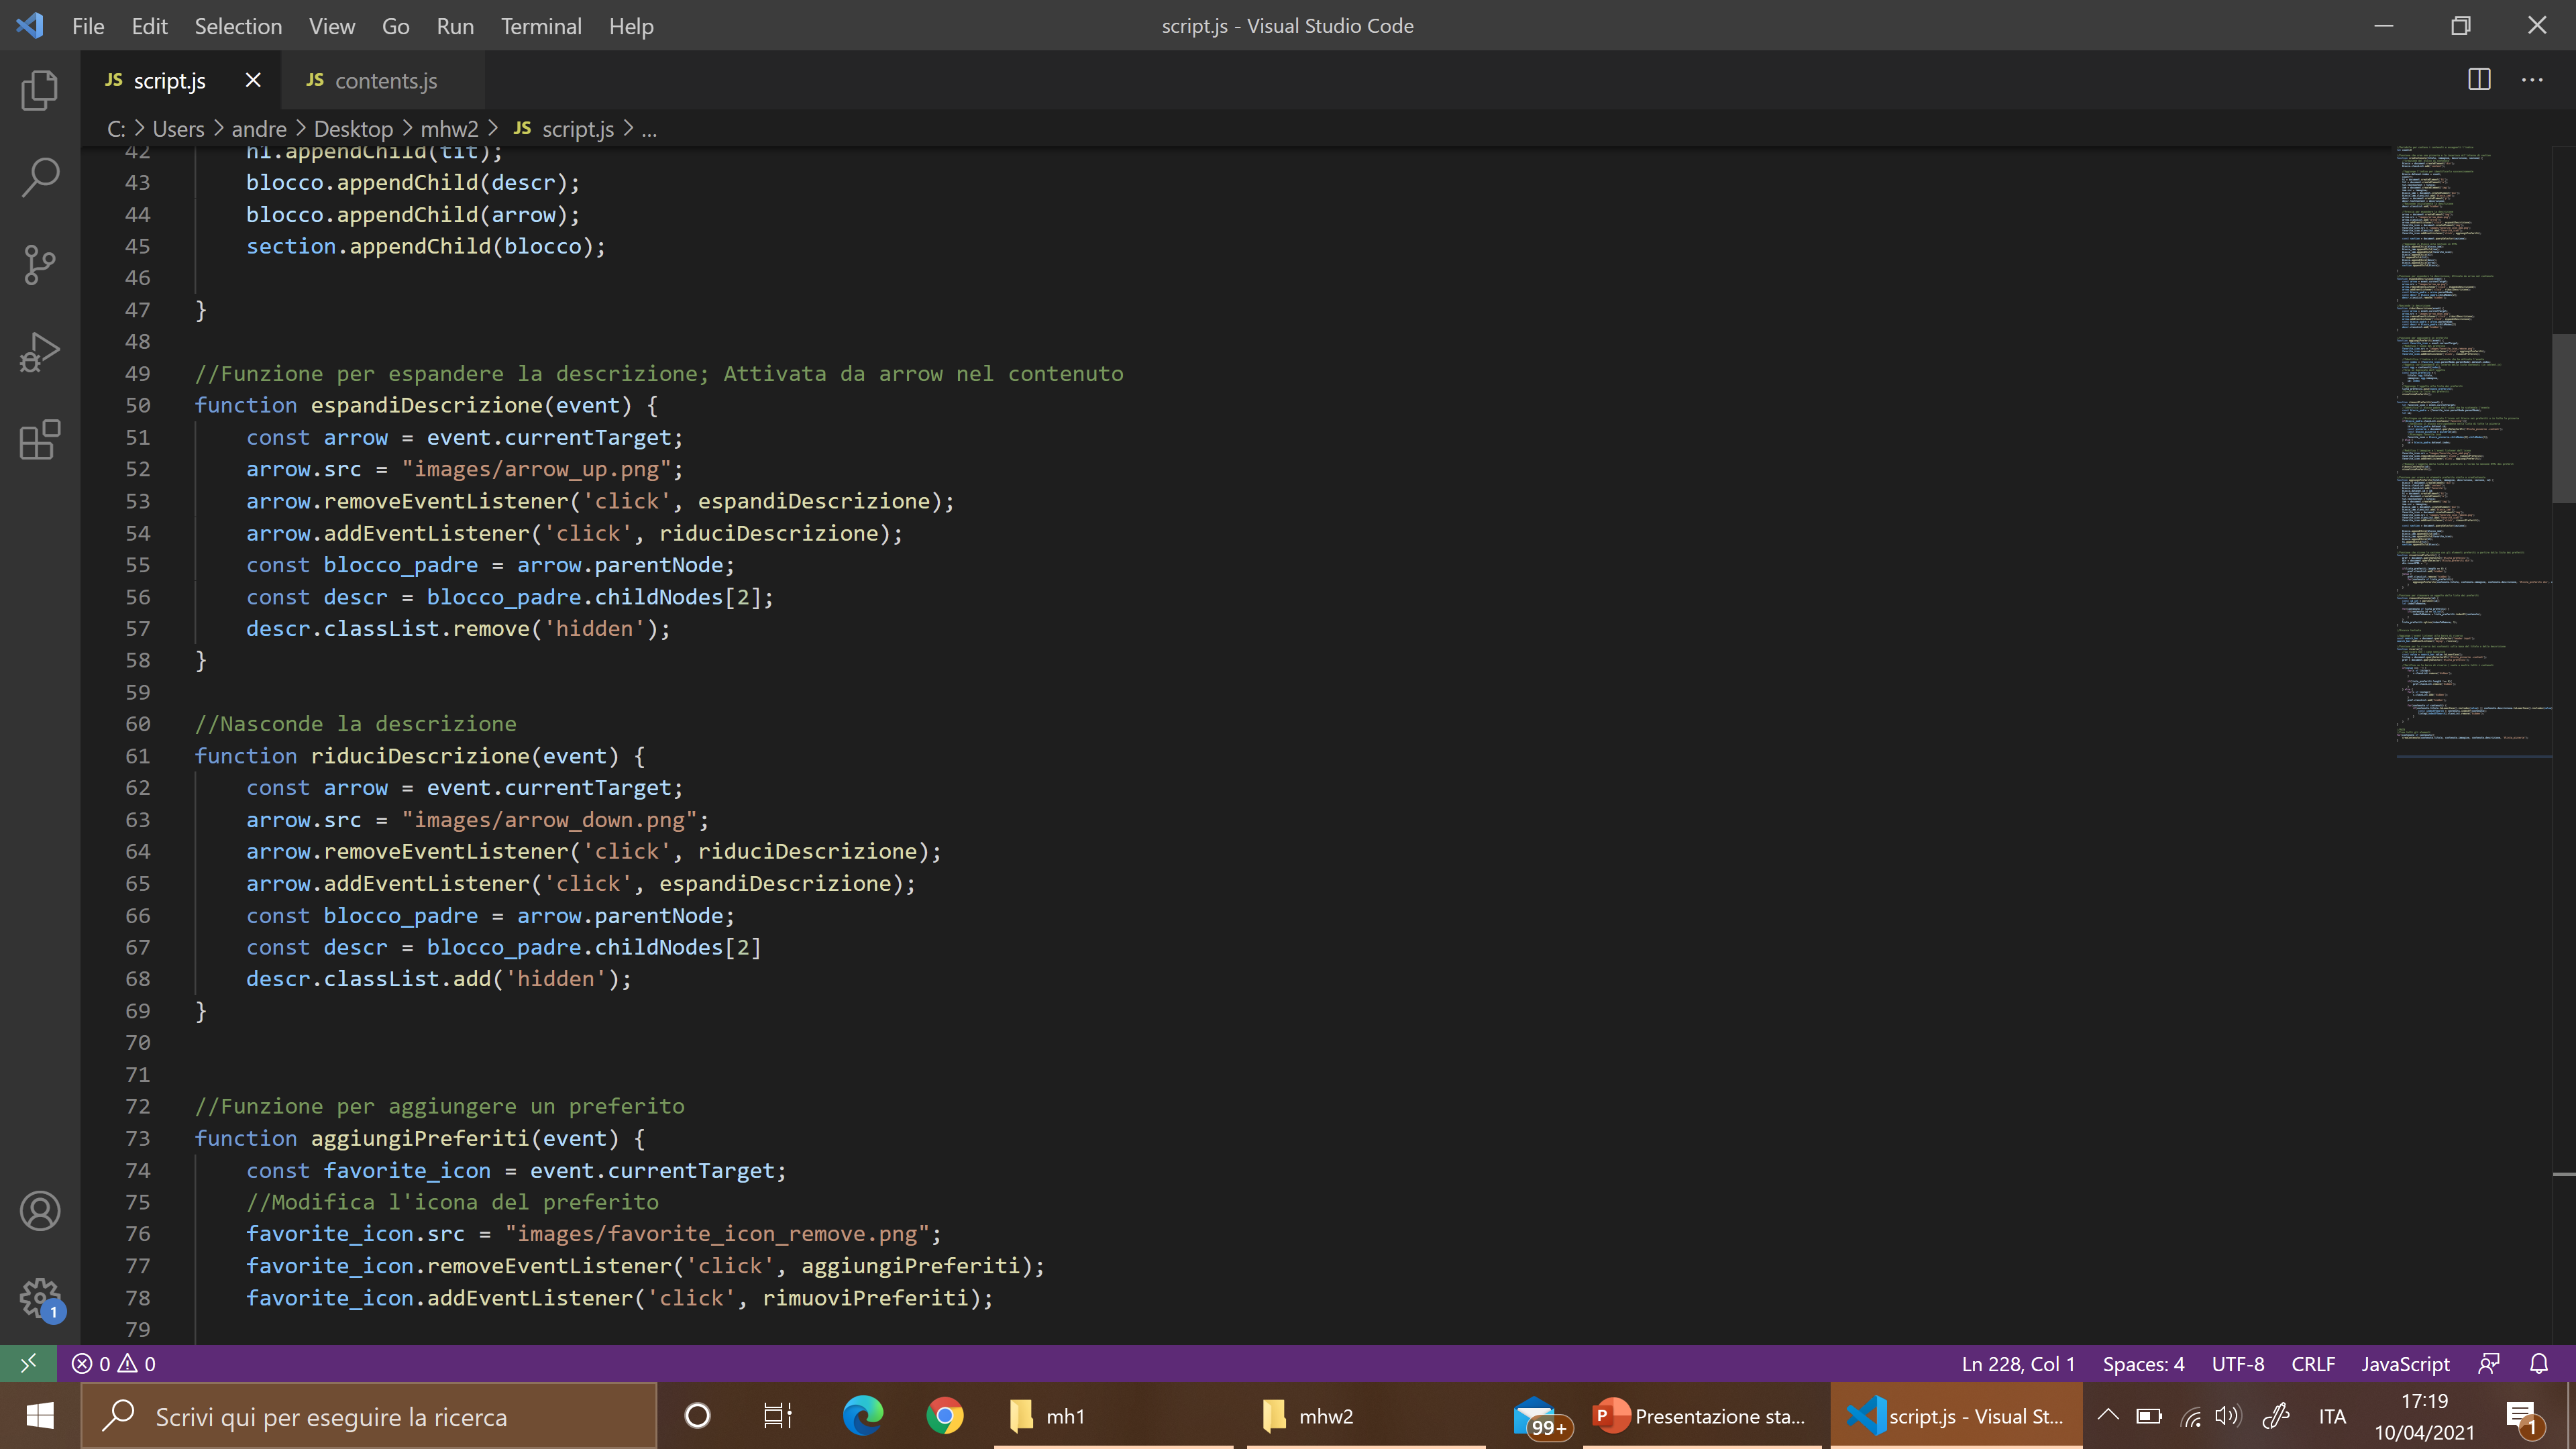 File Edit Selection View Go Run Terminal Help
script.js - Visual Studio Code
JS script.js
JS contents.js
C: > Users > andre > Desktop > mhw2 > JS script.js > ...
42 h1.appendChild(tit);
43 blocco.appendChild(descr);
44 blocco.appendChild(arrow);
45 section.appendChild(blocco);
46
47 }
48
49 //Funzione per espandere la descrizione; Attivata da arrow nel contenuto
50 function espandiDescrizione(event) {
51 const arrow = event.currentTarget;
52 arrow.src = "images/arrow_up.png";
53 arrow.removeEventListener('click', espandiDescrizione);
54 arrow.addEventListener('click', riduciDescrizione);
55 const blocco_padre = arrow.parentNode;
56 const descr = blocco_padre.childNodes[2];
57 descr.classList.remove('hidden');
58 }
59
60 //Nasconde la descrizione
61 function riduciDescrizione(event) {
62 const arrow = event.currentTarget;
63 arrow.src = "images/arrow_down.png";
64 arrow.removeEventListener('click', riduciDescrizione);
65 arrow.addEventListener('click', espandiDescrizione);
66 const blocco_padre = arrow.parentNode;
67 const descr = blocco_padre.childNodes[2]
68 descr.classList.add('hidden');
69 }
70
71
72 //Funzione per aggiungere un preferito
73 function aggiungiPreferiti(event) {
74 const favorite_icon = event.currentTarget;
75 //Modifica l'icona del preferito
76 favorite_icon.src = "images/favorite_icon_remove.png";
77 favorite_icon.removeEventListener('click', aggiungiPreferiti);
78 favorite_icon.addEventListener('click', rimuoviPreferiti);
79
1
0 0
Ln 228, Col 1 Spaces: 4 UTF-8 CRLF JavaScript
Scrivi qui per eseguire la ricerca
mh1
mhw2
99+
P Presentazione sta...
script.js - Visual St...
ITA
17:19
10/04/2021
1